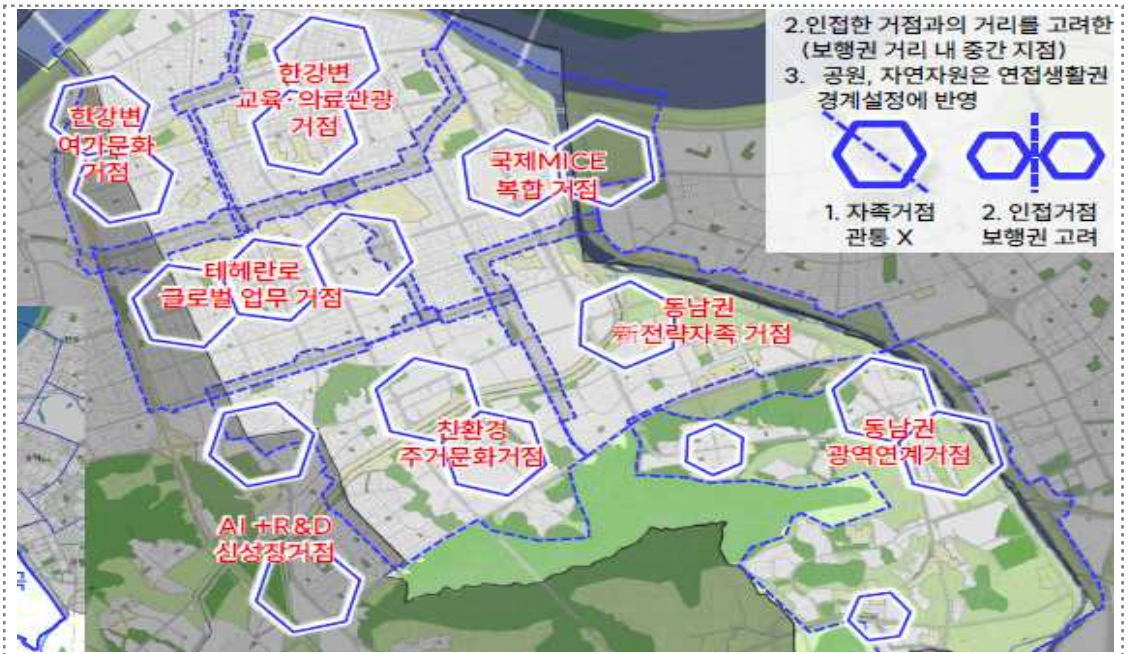 2.인접한 거점과의 거리를 고려한
(보행권 거리 내 중간 지점)
3. 공원, 자연자원은 연접생활권
경계설정에 반영
1. 자족거점
관통 X
2. 인접거점
보행권 고려
한강변
교육·의료관광
거점
한강변
여가문화
거점
국제MICE
복합 거점
테헤란로
글로벌 업무 거점
동남권
新전략자족 거점
친환경
주거문화거점
동남권
광역연계거점
AI +R&D
신성장거점